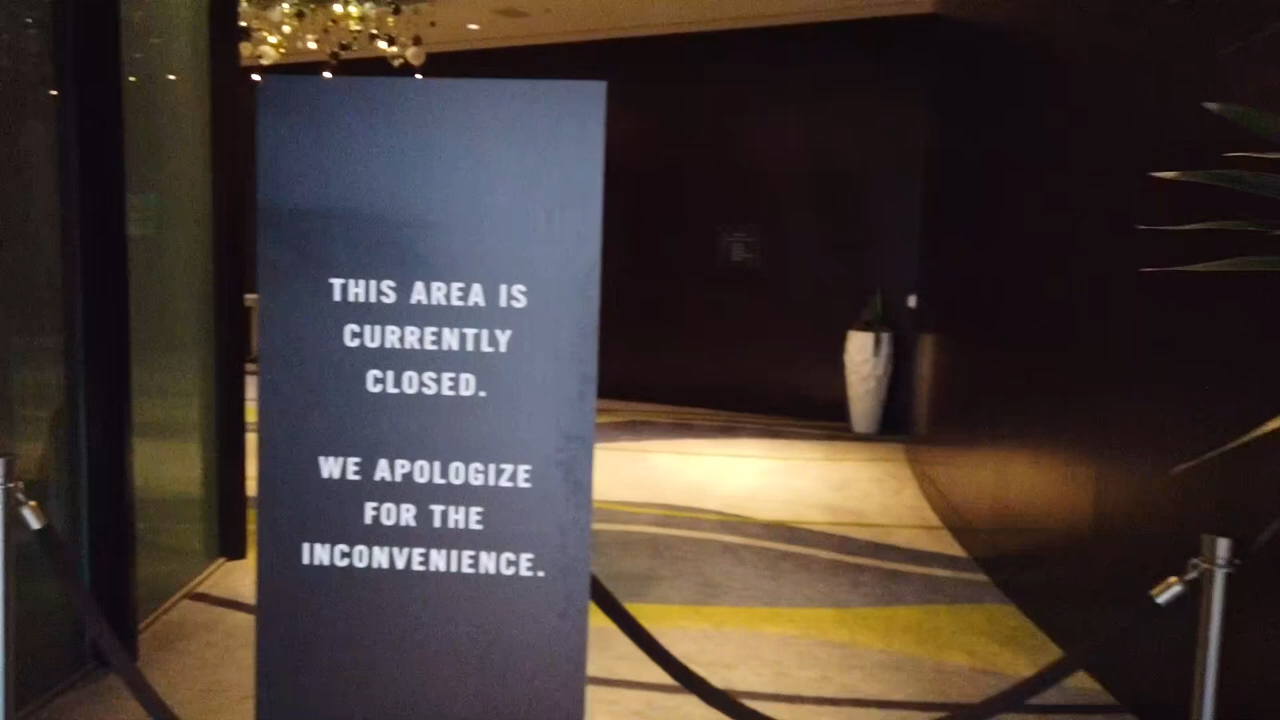 THIS AREA IS
CURRENTLY
CLOSED.
WE APOLOGIZE
FOR THE
INCONVENIENCE.